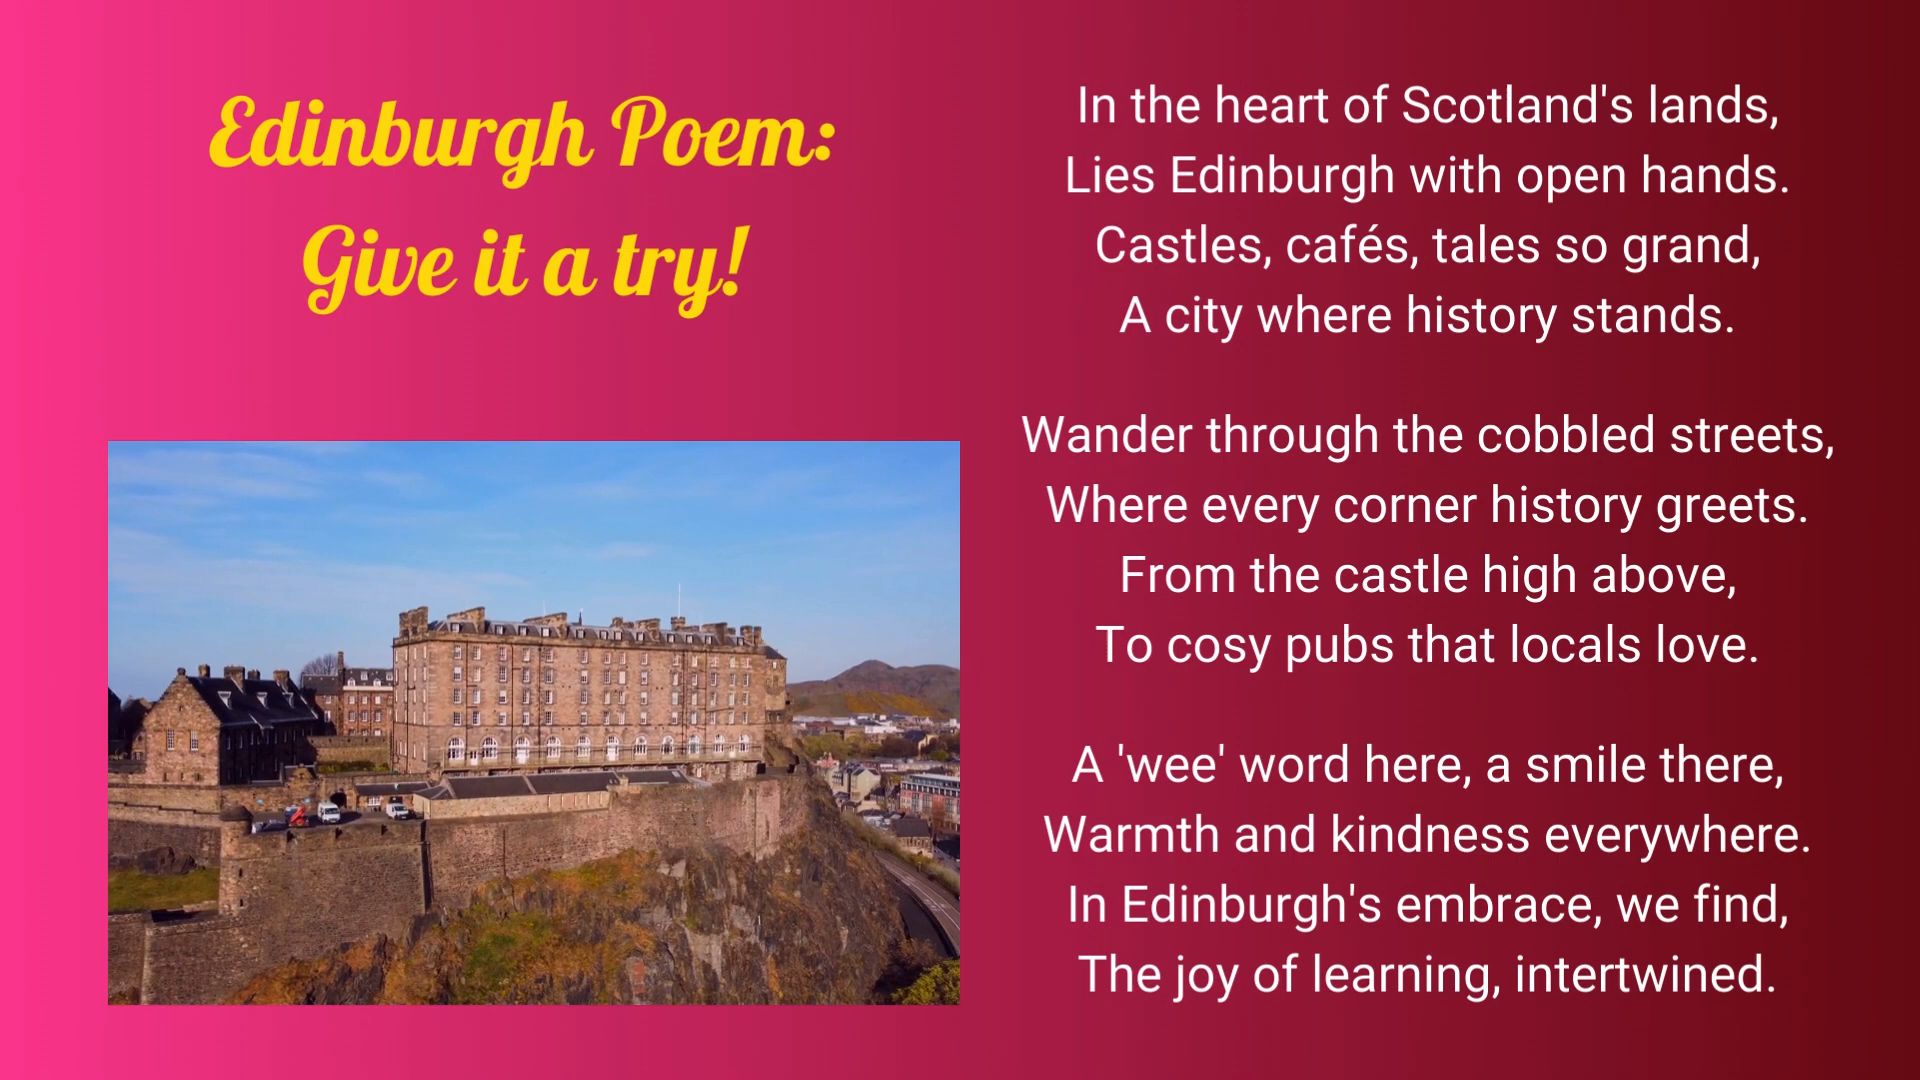 Edinburgh Poem:
Give it a try!
In the heart of Scotland's lands,
Lies Edinburgh with open hands.
Castles, cafés, tales so grand,
A city where history stands.
Wander through the cobbled streets,
Where every corner history greets.
From the castle high above,
To cosy pubs that locals love.
A 'wee' word here, a smile there,
Warmth and kindness everywhere.
In Edinburgh's embrace, we find,
The joy of learning, intertwined.